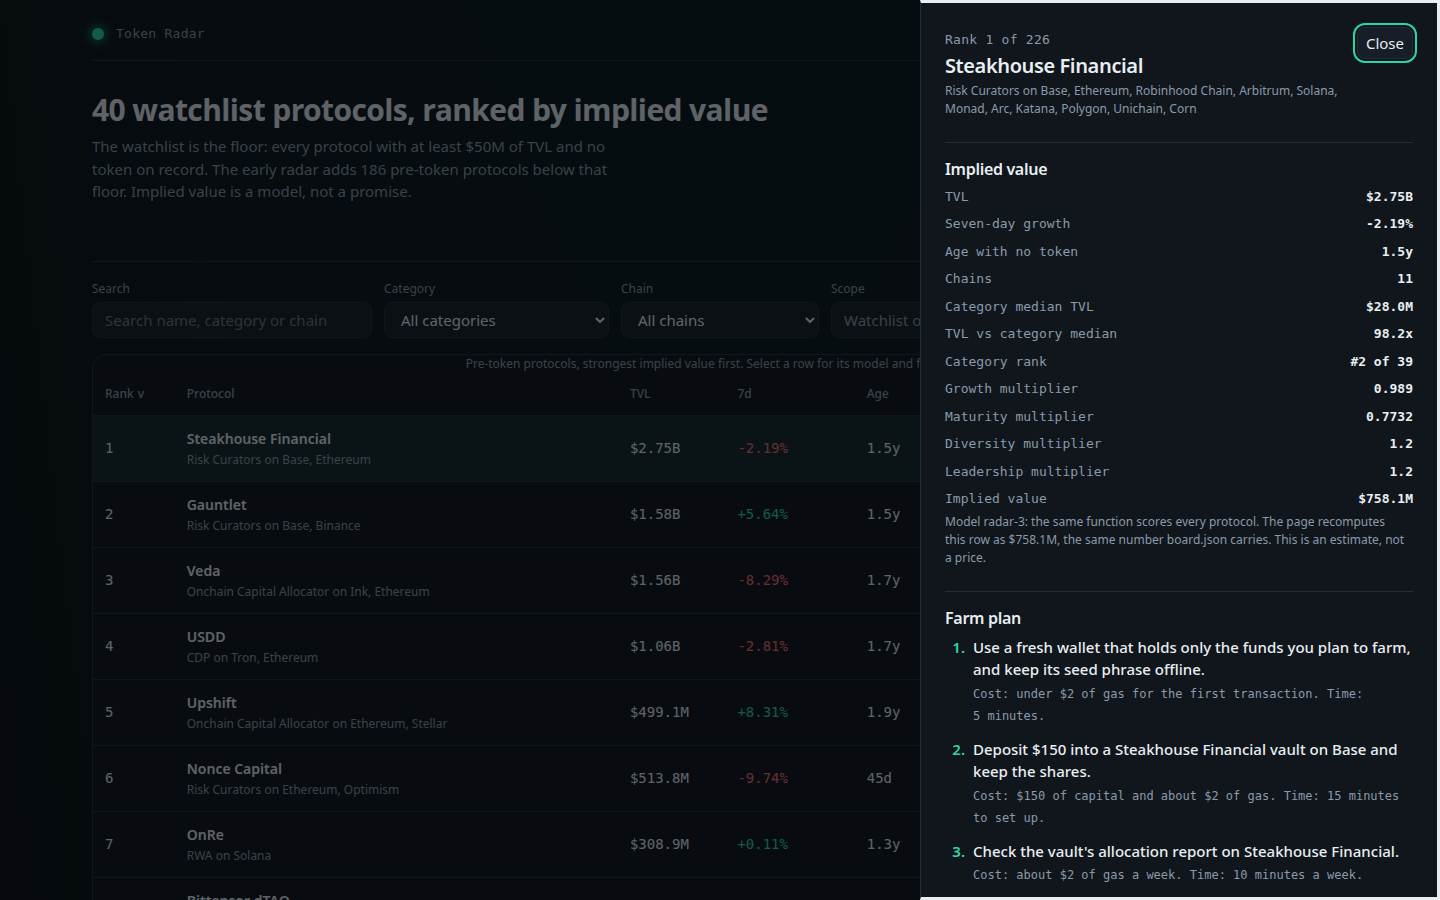 Token Radar
40 watchlist protocols, ranked by implied value
The watchlist is the floor: every protocol with at least $50M of TVL and no
token on record. The early radar adds 186 pre-token protocols below that
floor. Implied value is a model, not a promise.
Search
Category
Chain
Scope
Search name, category or chain
All categories
All chains
Watchlist o
Pre-token protocols, strongest implied value first. Select a row for its model and f
Rank v Protocol TVL 7d Age
1 Steakhouse Financial $2.75B -2.19% 1.5y
Risk Curators on Base, Ethereum
2 Gauntlet $1.58B +5.64% 1.5y
Risk Curators on Base, Binance
3 Veda $1.56B -8.29% 1.7y
Onchain Capital Allocator on Ink, Ethereum
4 USDD $1.06B -2.81% 1.7y
CDP on Tron, Ethereum
5 Upshift $499.1M +8.31% 1.9y
Onchain Capital Allocator on Ethereum, Stellar
6 Nonce Capital $513.8M -9.74% 45d
Risk Curators on Ethereum, Optimism
7 OnRe $308.9M +0.11% 1.3y
RWA on Solana
Bittensor dTAO
Rank 1 of 226
Close
Steakhouse Financial
Risk Curators on Base, Ethereum, Robinhood Chain, Arbitrum, Solana,
Monad, Arc, Katana, Polygon, Unichain, Corn
Implied value
TVL $2.75B
Seven-day growth -2.19%
Age with no token 1.5y
Chains 11
Category median TVL $28.0M
TVL vs category median 98.2x
Category rank #2 of 39
Growth multiplier 0.989
Maturity multiplier 0.7732
Diversity multiplier 1.2
Leadership multiplier 1.2
Implied value $758.1M
Model radar-3: the same function scores every protocol. The page recomputes
this row as $758.1M, the same number board.json carries. This is an estimate, not
a price.
Farm plan
1. Use a fresh wallet that holds only the funds you plan to farm,
and keep its seed phrase offline.
Cost: under $2 of gas for the first transaction. Time:
5 minutes.
2. Deposit $150 into a Steakhouse Financial vault on Base and
keep the shares.
Cost: $150 of capital and about $2 of gas. Time: 15 minutes
to set up.
3. Check the vault's allocation report on Steakhouse Financial.
Cost: about $2 of gas a week. Time: 10 minutes a week.